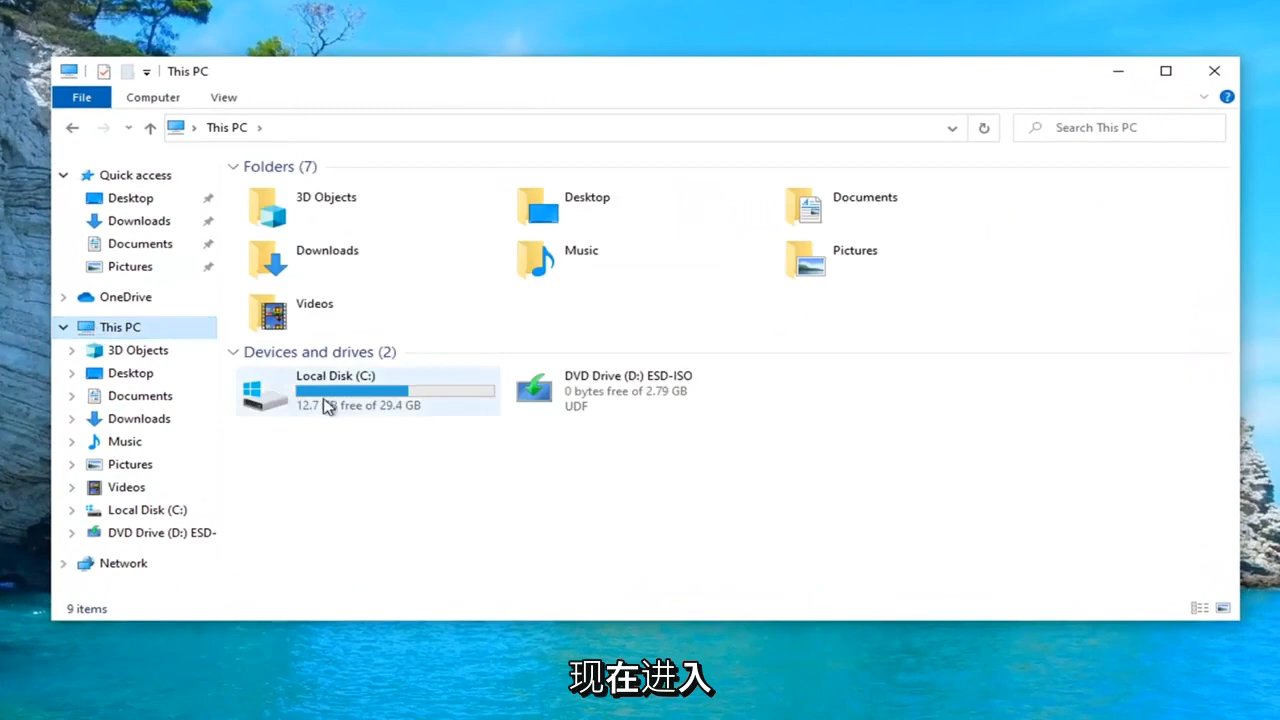 This PC
File
Computer
View
This PC
Search This PC
Quick access
Desktop
Downloads
Documents
Pictures
OneDrive
This PC
3D Objects
Desktop
Documents
Downloads
Music
Pictures
Videos
Local Disk (C:)
DVD Drive (D:) ESD-
Network
Folders (7)
3D Objects
Desktop
Documents
Downloads
Music
Pictures
Videos
Devices and drives (2)
Local Disk (C:)
12.7 free of 29.4 GB
DVD Drive (D:) ESD-ISO
0 bytes free of 2.79 GB
UDF
9 items
现在进入